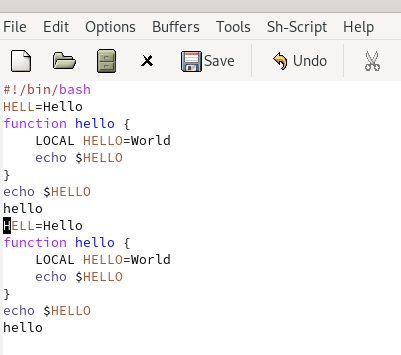 File Edit Options Buffers Tools Sh-Script Help
Save Undo
#!/bin/bash
HELL=Hello
function hello {
    LOCAL HELLO=World
    echo $HELLO
}
echo $HELLO
hello
HELL=Hello
function hello {
    LOCAL HELLO=World
    echo $HELLO
}
echo $HELLO
hello